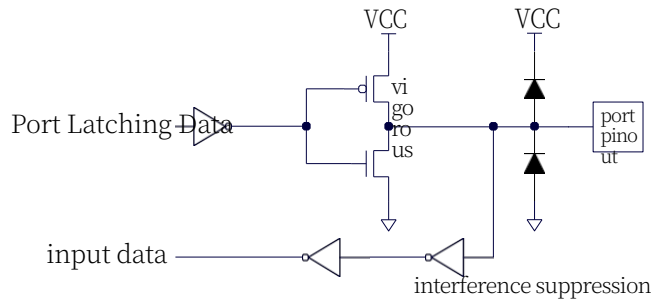 VCC
VCC
vi
go
ro
us
Port Latching Data
port
pino
ut
input data
interference suppression